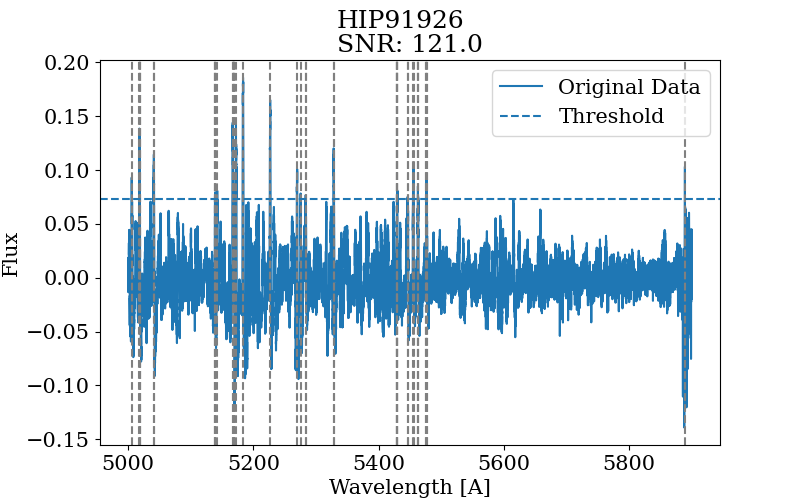 HIP91926
SNR: 121.0
0.20
0.15
0.10
0.05
0.00
−0.05
−0.10
−0.15
Flux
Original Data
Threshold
5000
5200
5400
5600
5800
Wavelength [A]